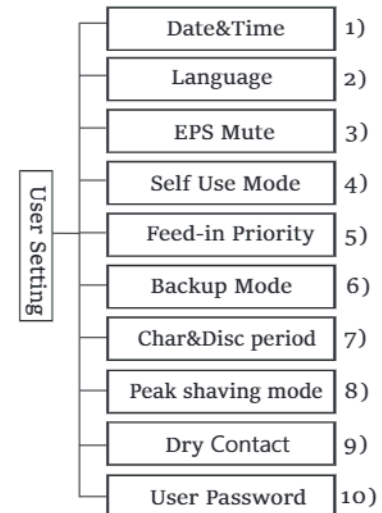 User Setting
Date&Time 1)
Language 2)
EPS Mute 3)
Self Use Mode 4)
Feed-in Priority 5)
Backup Mode 6)
Char&Disc period 7)
Peak shaving mode 8)
Dry Contact 9)
User Password 10)